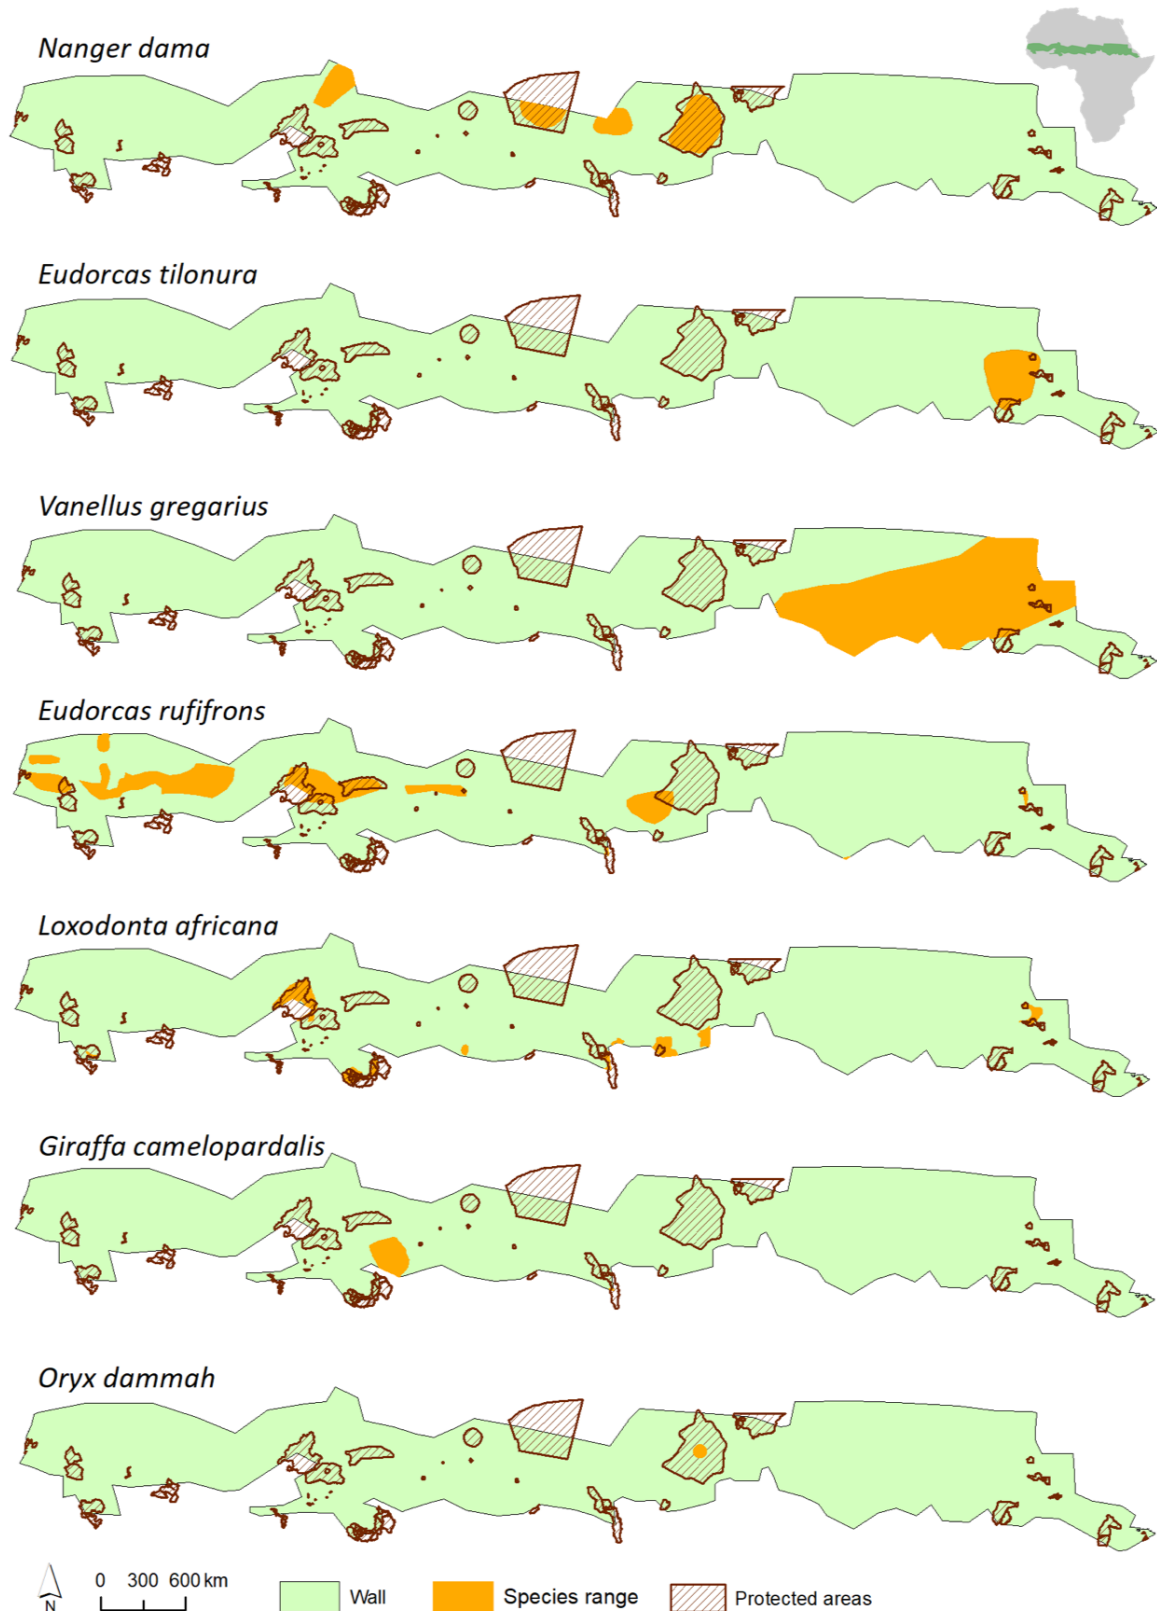 Nanger dama
Eudorcas tilonura
Vanellus gregarius
Eudorcas rufifrons
Loxodonta africana
Giraffa camelopardalis
Oryx dammah
N
0 300 600 km
Wall
Species range
Protected areas